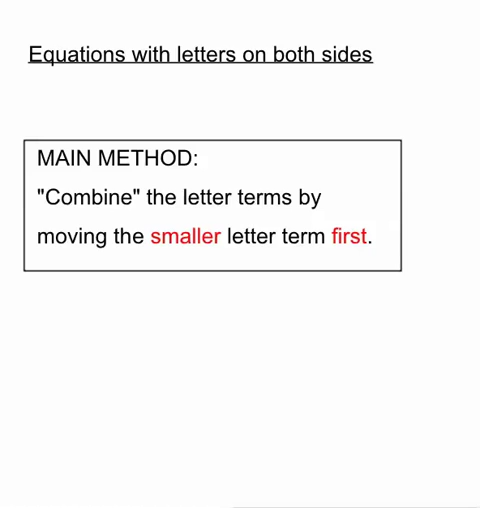 Equations with letters on both sides
MAIN METHOD:
"Combine" the letter terms by
moving the smaller letter term first.